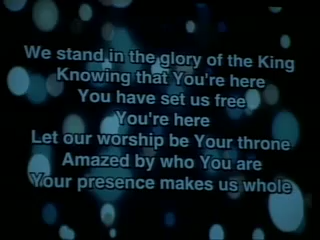 We stand in the glory of the King
Knowing that You're here
You have set us free
You're here
Let our worship be Your throne
Amazed by who You are
Your presence makes us whole